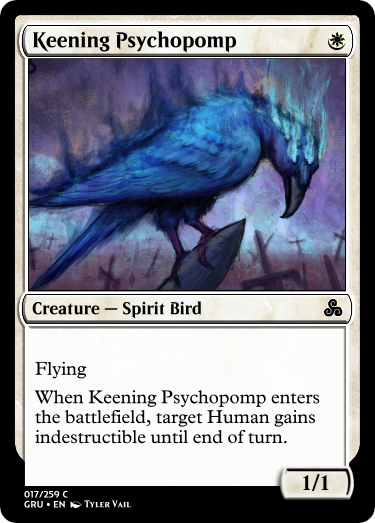 Keening Psychopomp
Creature — Spirit Bird
Flying
When Keening Psychopomp enters
the battlefield, target Human gains
indestructible until end of turn.
1/1
017/259 C
GRU • EN Tyler Vail